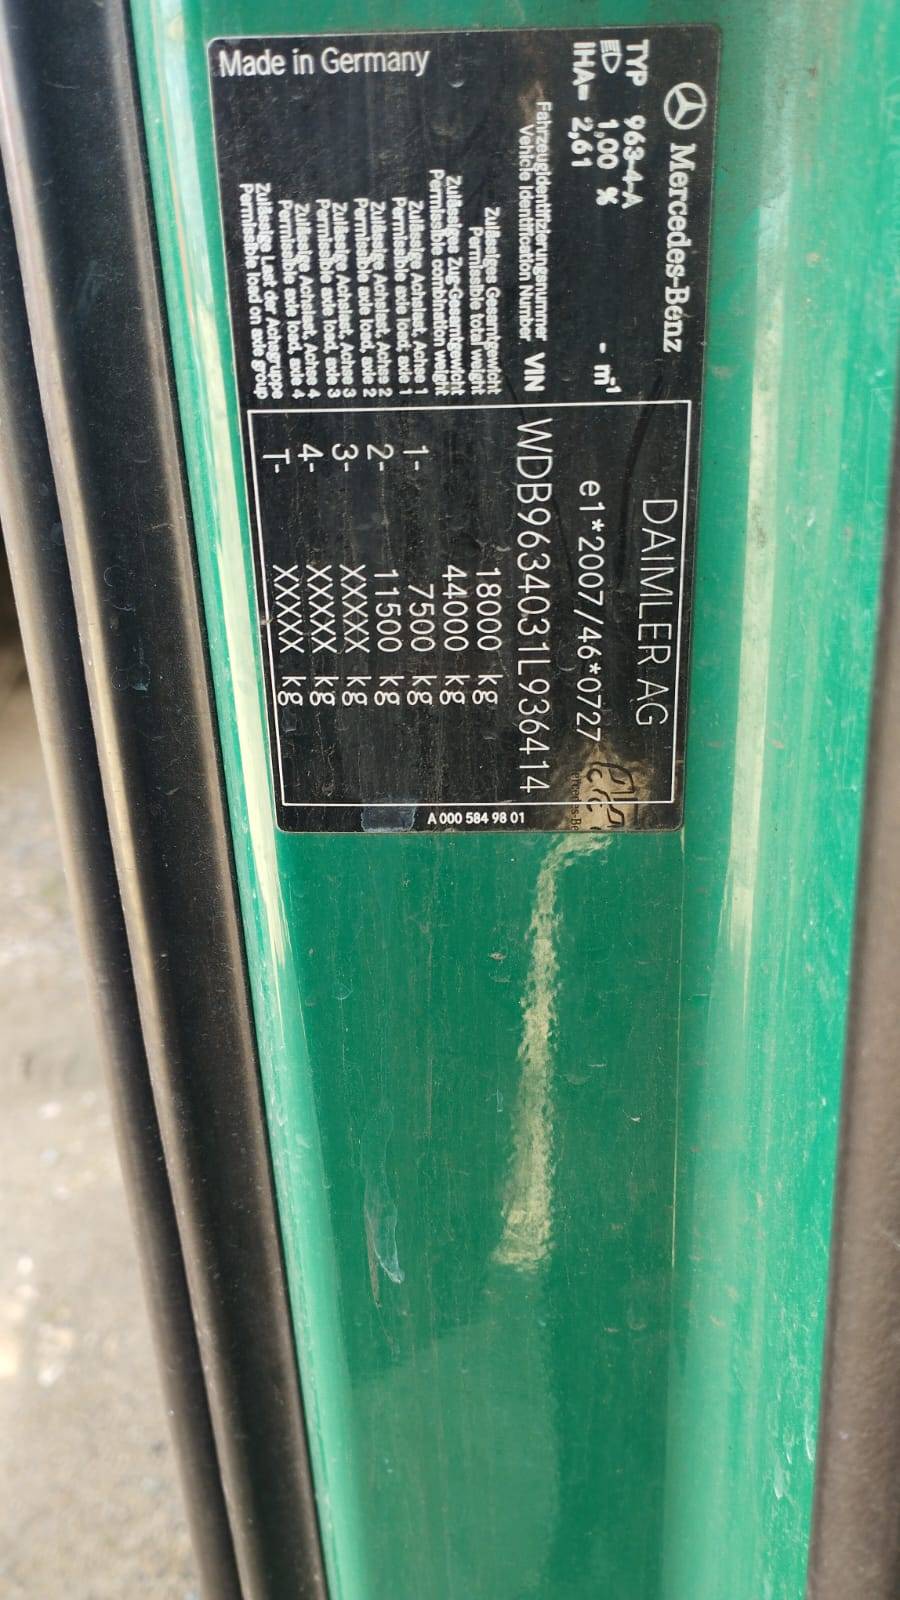 Mercedes-Benz
DAIMLER AG
TYP 963-4-A
1,00 % - m-1
e1*2007/46*0727
IHA= 2,61
Fahrzeugidentifizierungsnummer
Vehicle Identification Number VIN WDB9634031L936414
Zulässiges Gesamtgewicht
Permissible total weight 18000 kg
Zulässiges Zug-Gesamtgewicht
Permissible combination weight 44000 kg
Zulässige Achslast, Achse 1
Permissible axle load, axle 1 1- 7500 kg
Zulässige Achslast, Achse 2
Permissible axle load, axle 2 2- 11500 kg
Zulässige Achslast, Achse 3
Permissible axle load, axle 3 3- XXXXX kg
Zulässige Achslast, Achse 4
Permissible axle load, axle 4 4- XXXXX kg
Zulässige Last der Achsgruppe
Permissible load on axle group T- XXXXX kg
Made in Germany
A 000 584 98 01